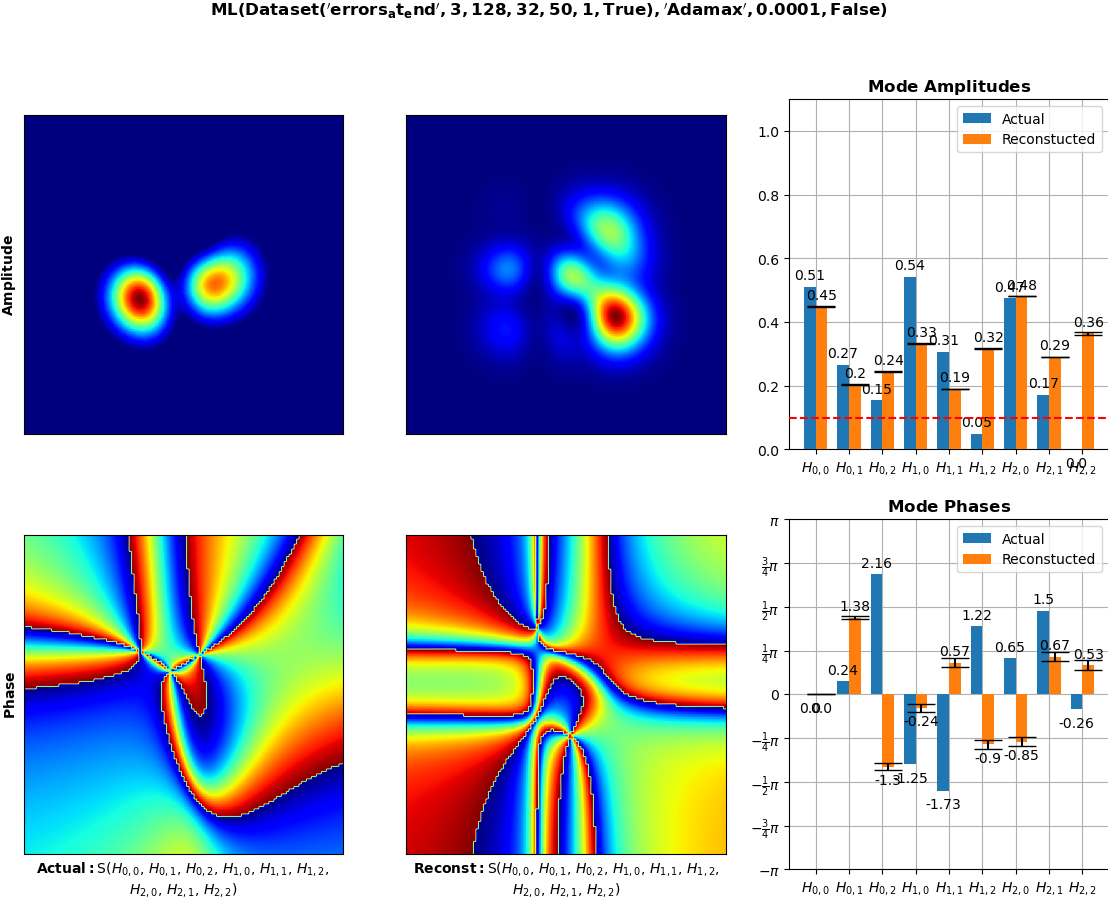 ML(Dataset('errors_at_end', 3, 128, 32, 50, 1, True), 'Adamax', 0.0001, False)
Amplitude
Mode Amplitudes
Actual
Reconstucted
1.0
0.8
0.6
0.4
0.2
0.0
0.51
0.45
0.27
0.2
0.15
0.24
0.54
0.33
0.31
0.19
0.05
0.32
0.47
0.48
0.17
0.29
0.0
0.36
H0,0 H0,1 H0,2 H1,0 H1,1 H1,2 H2,0 H2,1 H2,2
Phase
Actual: S(H0,0, H0,1, H0,2, H1,0, H1,1, H1,2,
H2,0, H2,1, H2,2)
Reconst: S(H0,0, H0,1, H0,2, H1,0, H1,1, H1,2,
H2,0, H2,1, H2,2)
Mode Phases
Actual
Reconstucted
π
3/4π
1/2π
1/4π
0
−1/4π
−1/2π
−3/4π
−π
0.0
0.0
0.24
1.38
2.16
-1.3
-1.25
-0.24
-1.73
0.57
1.22
-0.9
0.65
-0.85
1.5
0.67
-0.26
0.53
H0,0 H0,1 H0,2 H1,0 H1,1 H1,2 H2,0 H2,1 H2,2